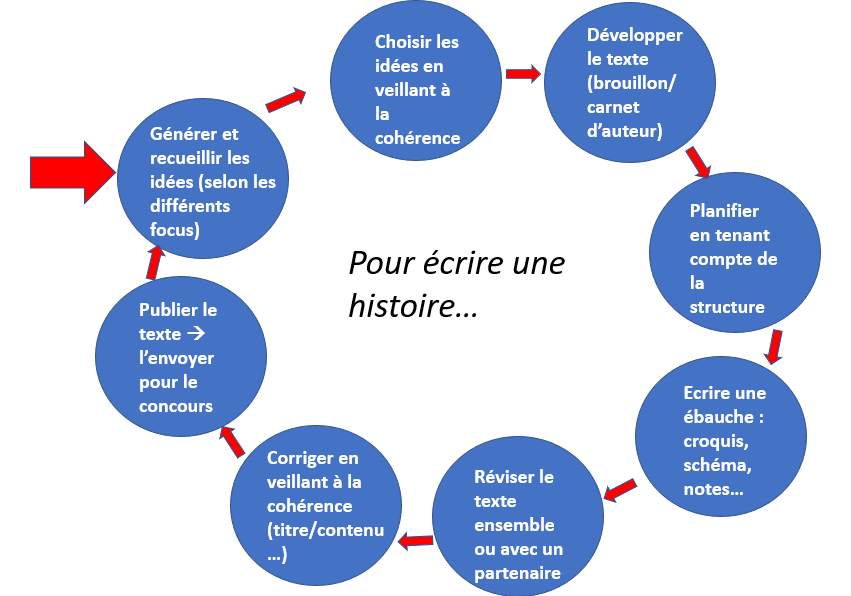 Générer et
recueillir les
idées (selon les
différents
focus)
Choisir les
idées en
veillant à
la
cohérence
Développer
le texte
(brouillon/
carnet
d’auteur)
Planifier
en tenant
compte de
la
structure
Ecrire une
ébauche :
croquis,
schéma,
notes…
Réviser le
texte
ensemble
ou avec un
partenaire
Corriger en
veillant à la
cohérence
(titre/contenu
…)
Publier le
texte →
l’envoyer
pour le
concours
Pour écrire une
histoire…